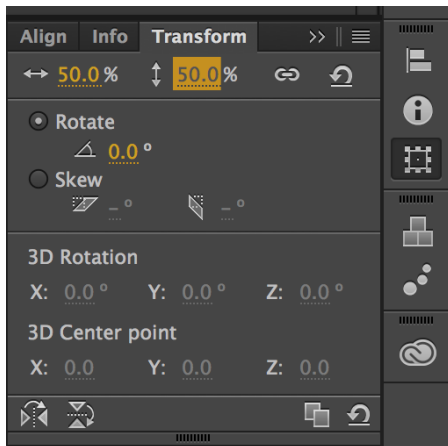 Align Info Transform
50.0 % 50.0 %
Rotate
0.0 °
Skew
_ ° _ °
3D Rotation
X: 0.0 ° Y: 0.0 ° Z: 0.0 °
3D Center point
X: 0.0 Y: 0.0 Z: 0.0